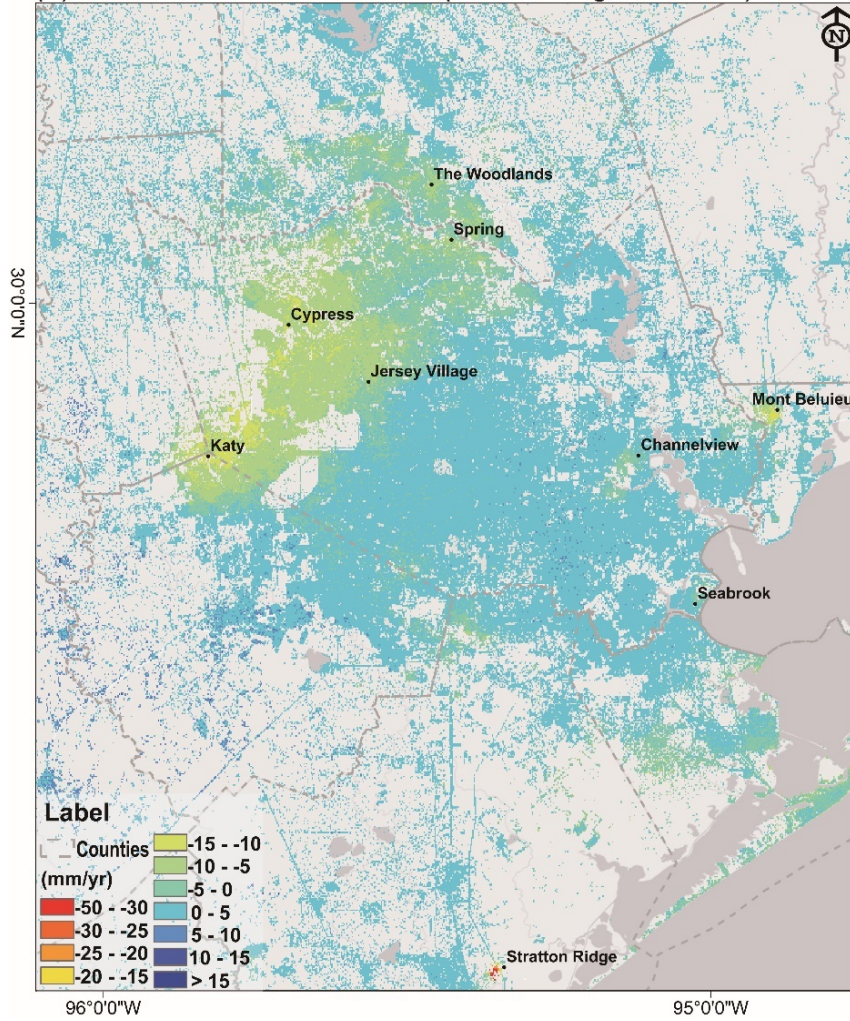 N
The Woodlands
Spring
30°0'0"N
Cypress
Jersey Village
Mont Beluieu
Katy
Channelview
Seabrook
Label
Counties
(mm/yr)
-50 - -30
-30 - -25
-25 - -20
-20 - -15
-15 - -10
-10 - -5
-5 - 0
0 - 5
5 - 10
10 - 15
> 15
Stratton Ridge
96°0'0"W
95°0'0"W